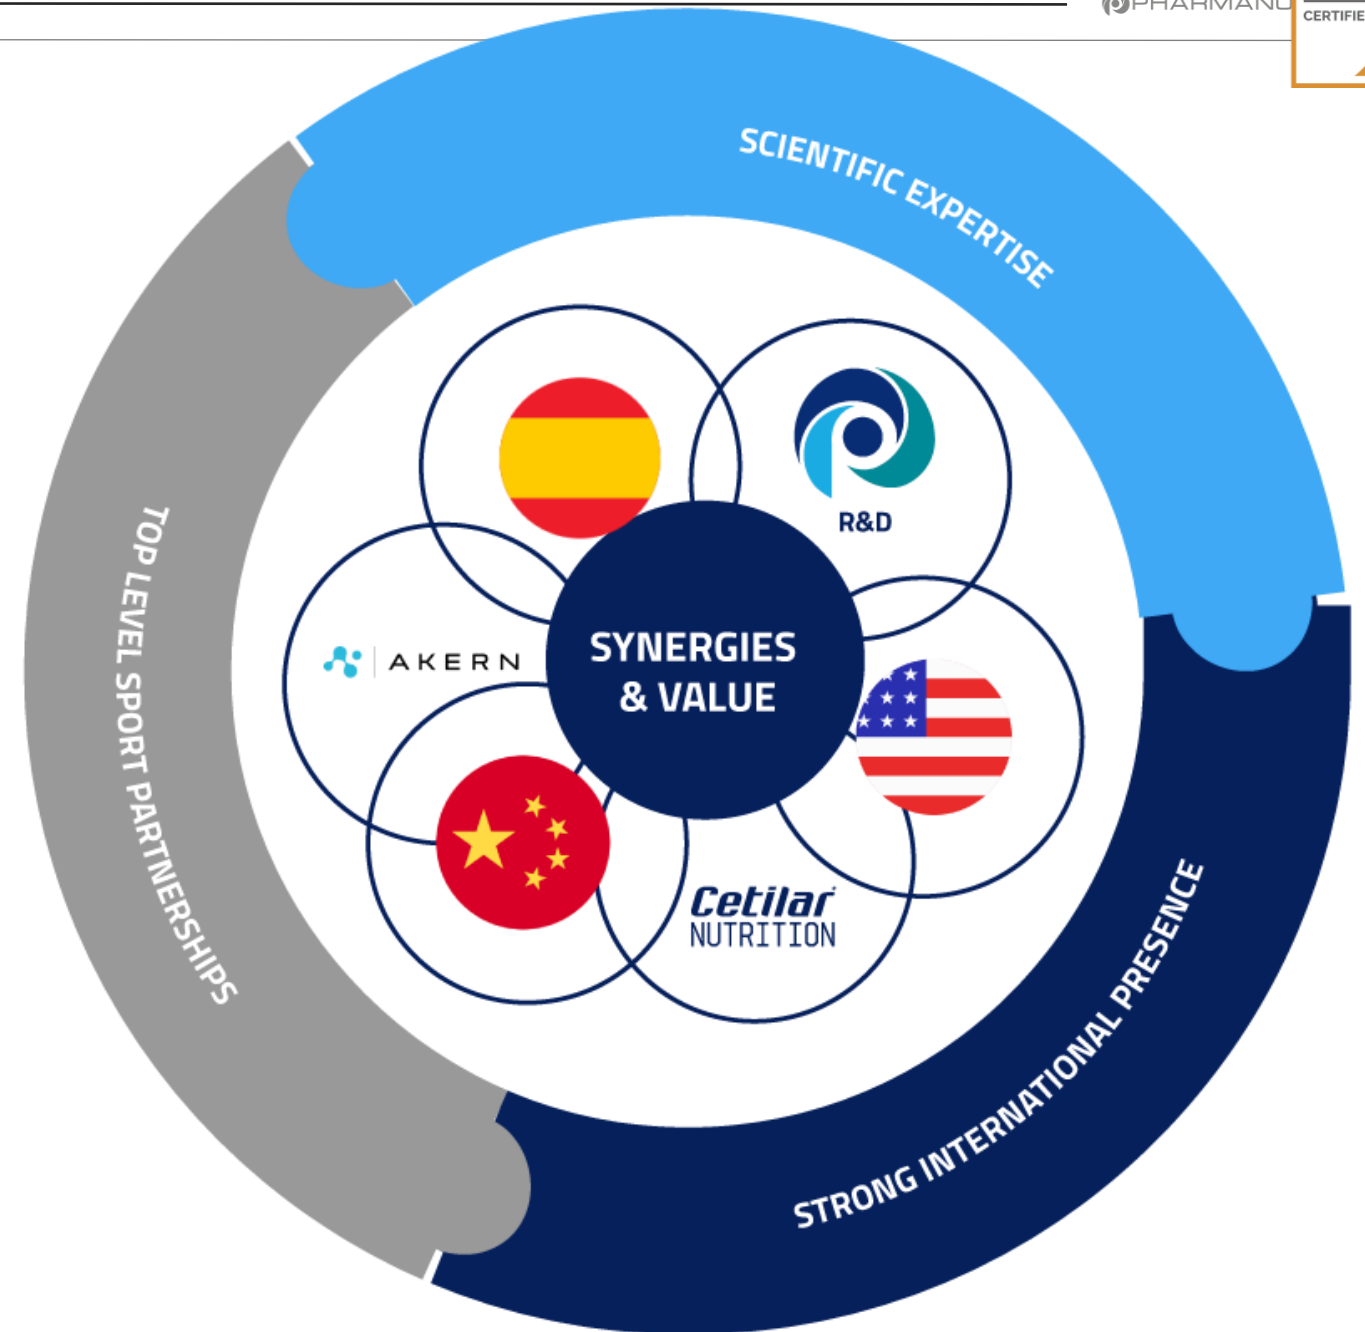 CERTIFIE
SCIENTIFIC EXPERTISE
R&D
TOP LEVEL SPORT PARTNERSHIPS
AKERN
SYNERGIES
& VALUE
Cetilar
NUTRITION
STRONG INTERNATIONAL PRESENCE